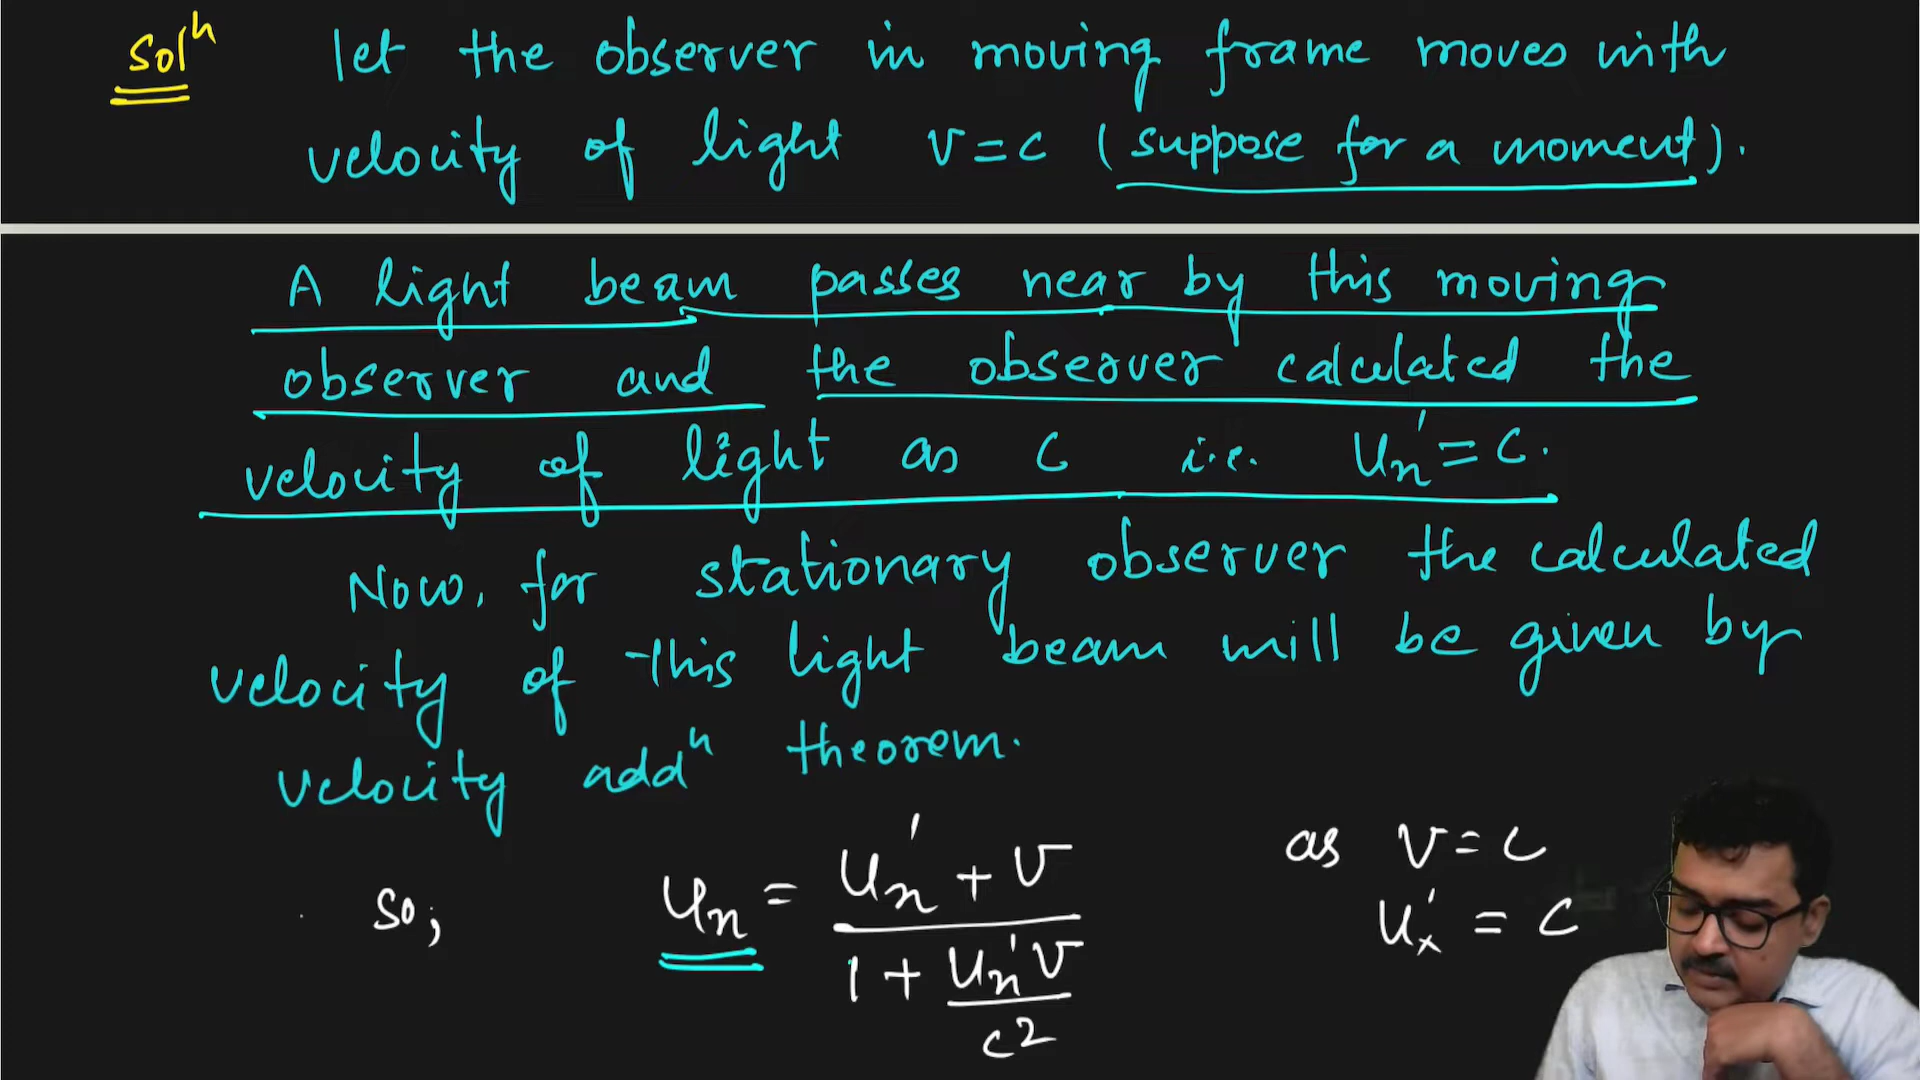 Solⁿ let the observer in moving frame moves with
velocity of light v=c (suppose for a moment).
A light beam passes near by this moving
observer and the observer calculated the
velocity of light as c i.e. uₓ'=c.
Now, for stationary observer the calculated
velocity of this light beam will be given by
velocity addⁿ theorem.
so; uₓ = (uₓ' + v) / (1 + uₓ'v/c²)
as v=c
uₓ' = c